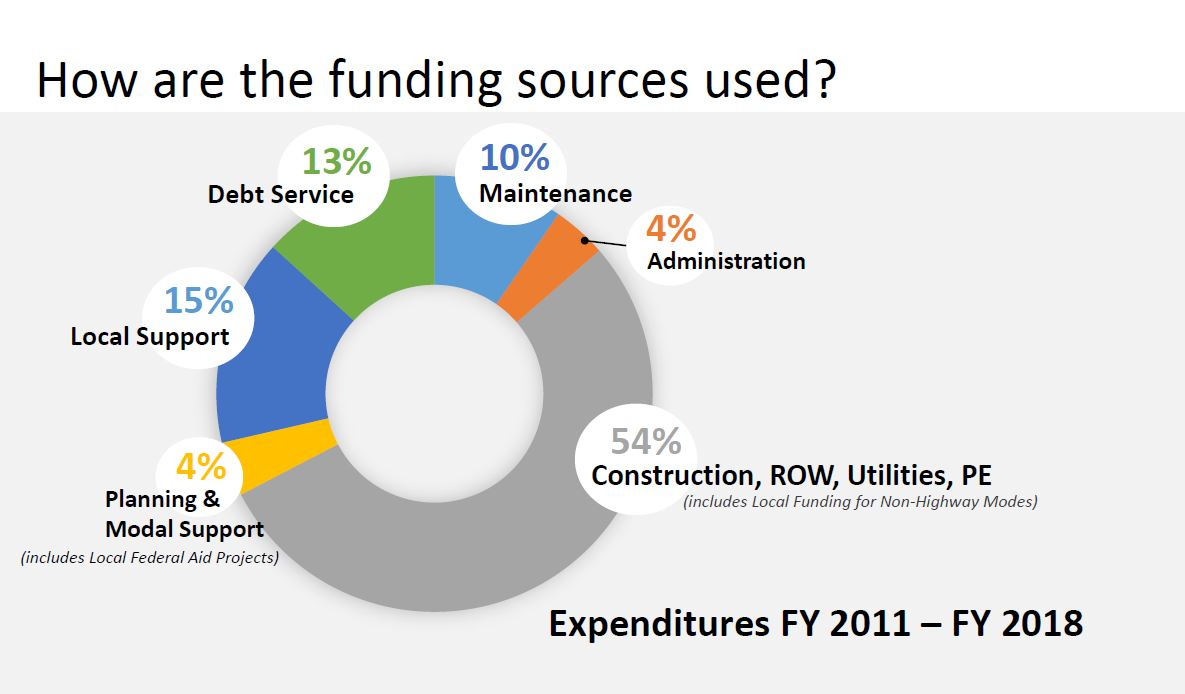 How are the funding sources used?
13%
Debt Service
10%
Maintenance
4%
Administration
15%
Local Support
54%
Construction, ROW, Utilities, PE
(includes Local Funding for Non-Highway Modes)
4%
Planning &
Modal Support
(includes Local Federal Aid Projects)
Expenditures FY 2011 – FY 2018